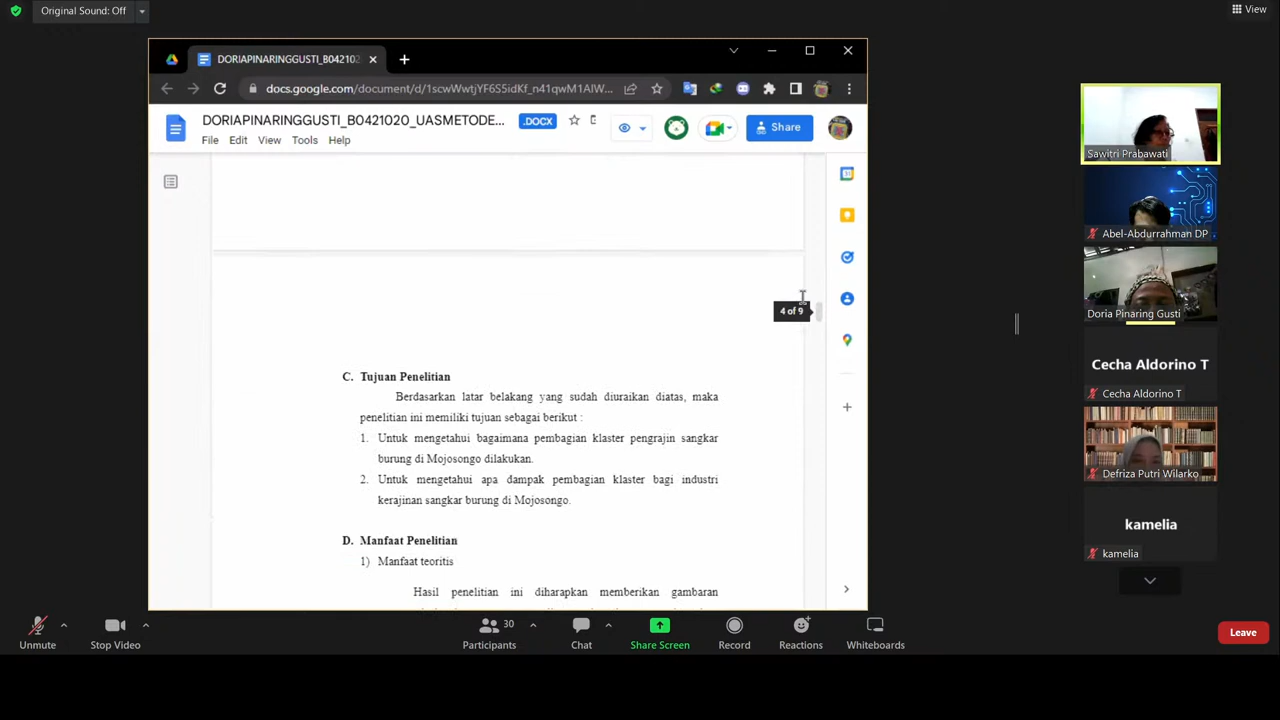 Original Sound: Off
View
DORIAPINARINGGUSTI_B0421020
docs.google.com/document/d/1scwWwtjYF6S5idKf_n41qwM1AIW...
DORIAPINARINGGUSTI_B0421020_UASMETODE...
.DOCX
Share
File Edit View Tools Help
4 of 9
C. Tujuan Penelitian
Berdasarkan latar belakang yang sudah diuraikan diatas, maka
penelitian ini memiliki tujuan sebagai berikut :
1. Untuk mengetahui bagaimana pembagian klaster pengrajin sangkar
burung di Mojosongo dilakukan.
2. Untuk mengetahui apa dampak pembagian klaster bagi industri
kerajinan sangkar burung di Mojosongo.
D. Manfaat Penelitian
1) Manfaat teoritis
Hasil penelitian ini diharapkan memberikan gambaran
Sawitri Prabawati
Abel-Abdurrahman DP
Doria Pinaring Gusti
Cecha Aldorino T
Cecha Aldorino T
Defriza Putri Wilarko
kamelia
kamelia
Unmute
Stop Video
30
Participants
Chat
Share Screen
Record
Reactions
Whiteboards
Leave